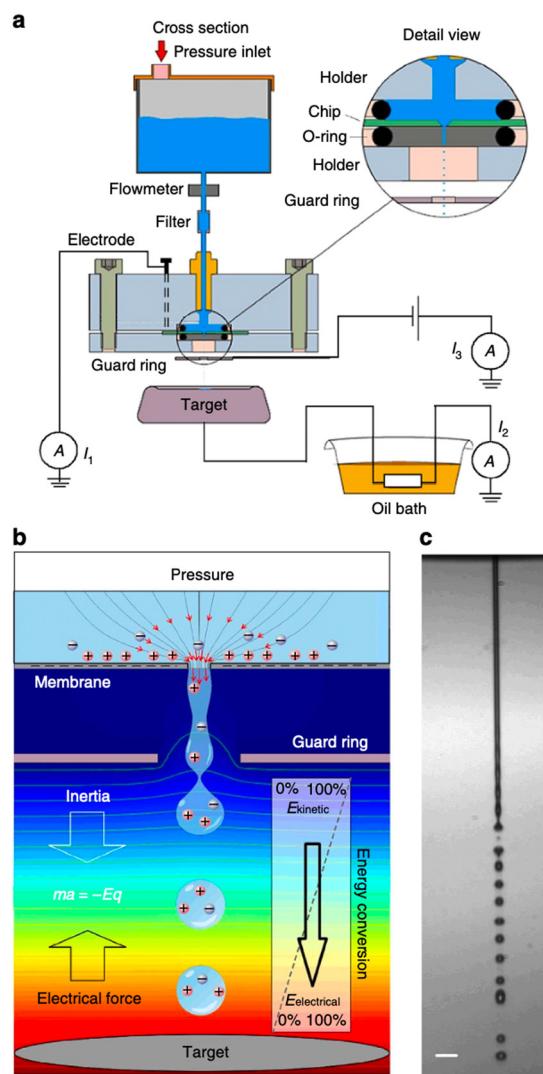 a
Cross section
Pressure inlet
Flowmeter
Filter
Electrode
Guard ring
Target
I1
Detail view
Holder
Chip
O-ring
Holder
Guard ring
A
I3
A
I2
A
Oil bath
b
Pressure
Membrane
Guard ring
Inertia
ma = –Eq
Electrical force
0% 100%
Ekinetic
Energy conversion
Eelectrical
0% 100%
Target
c